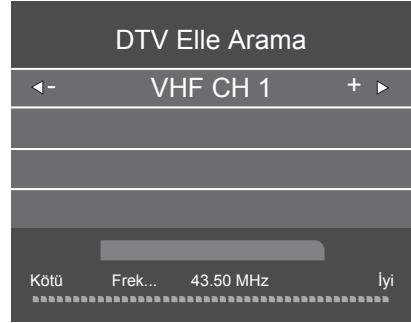 DTV Elle Arama
- VHF CH 1 +
Kötü Frek... 43.50 MHz İyi